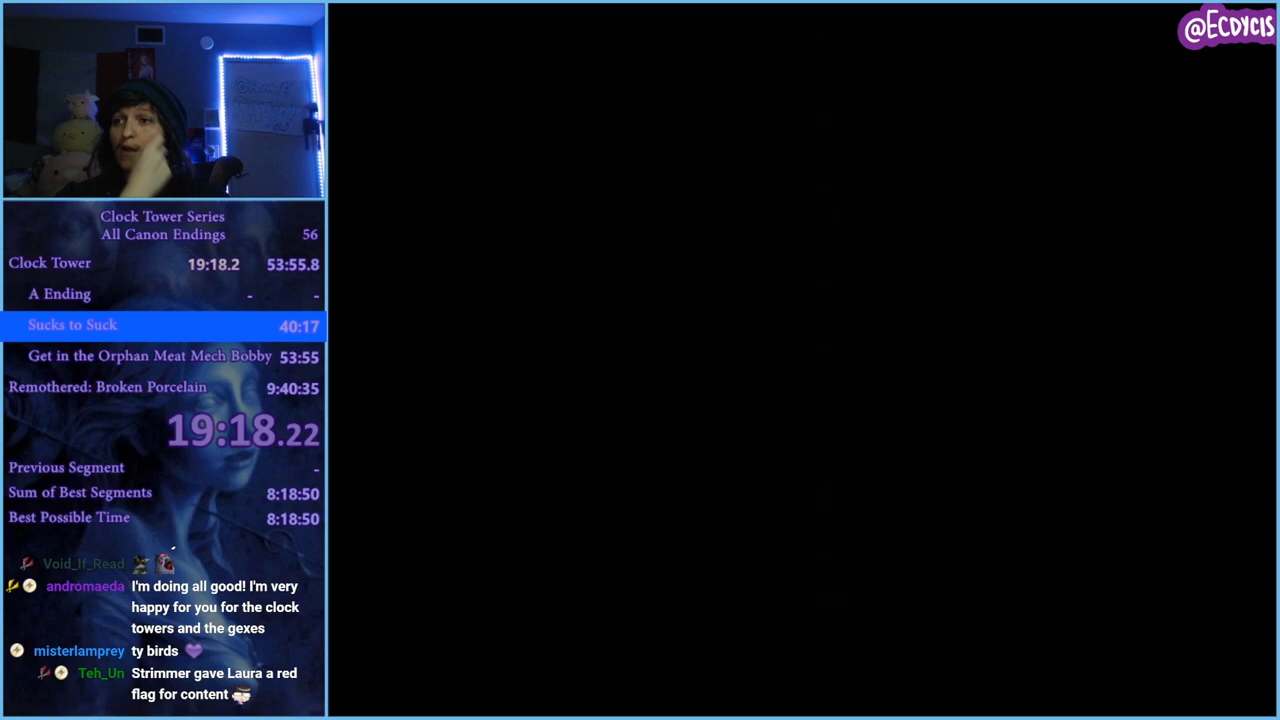 @ECDYCIS
Clock Tower Series
All Canon Endings 56
Clock Tower 19:18.2 53:55.8
A Ending - -
Sucks to Suck 40:17
Get in the Orphan Meat Mech Bobby 53:55
Remothered: Broken Porcelain 9:40:35
19:18.22
Previous Segment -
Sum of Best Segments 8:18:50
Best Possible Time 8:18:50
Void_If_Read
andromaeda I'm doing all good! I'm very
happy for you for the clock
towers and the gexes
misterlamprey ty birds
Teh_Un Strimmer gave Laura a red
flag for content